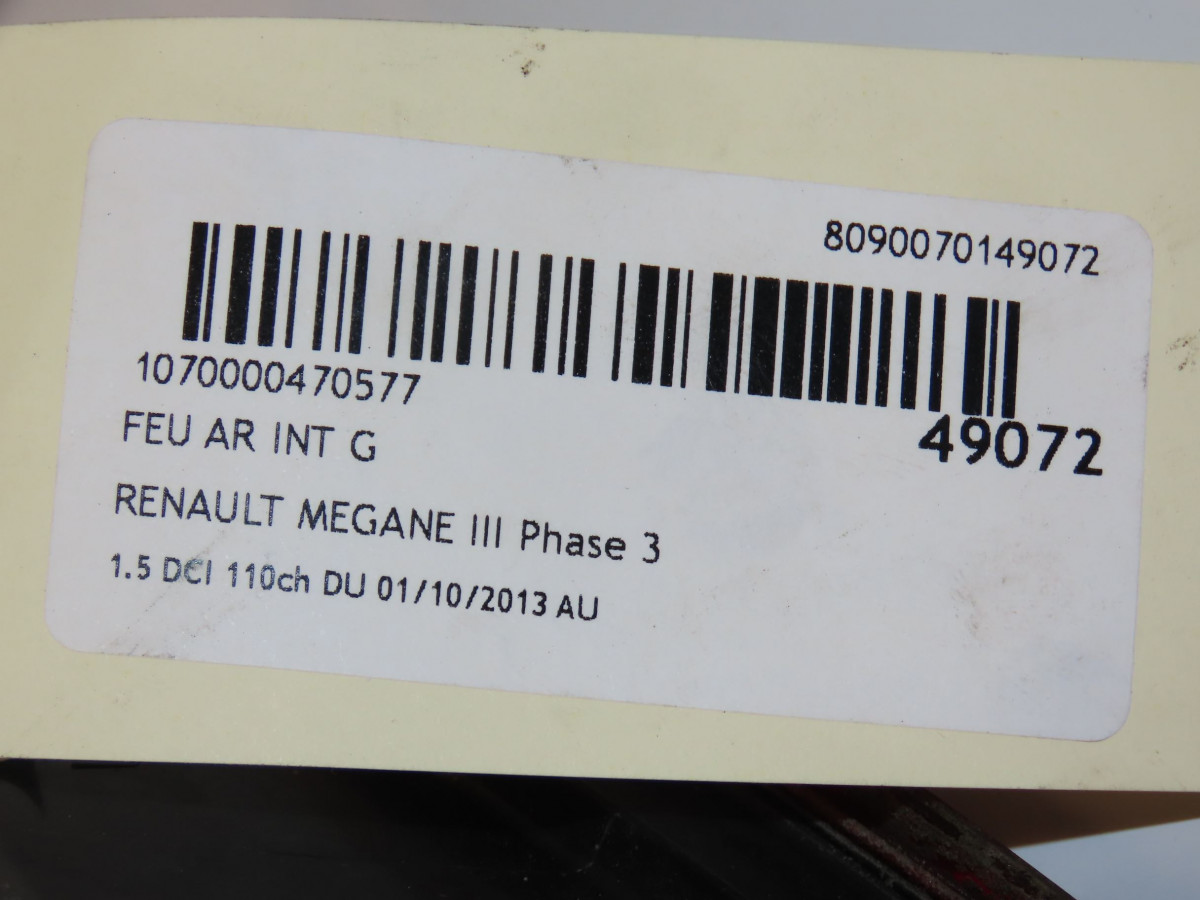 8090070149072
1070000470577
49072
FEU AR INT G
RENAULT MEGANE III Phase 3
1.5 DCI 110ch DU 01/10/2013 AU